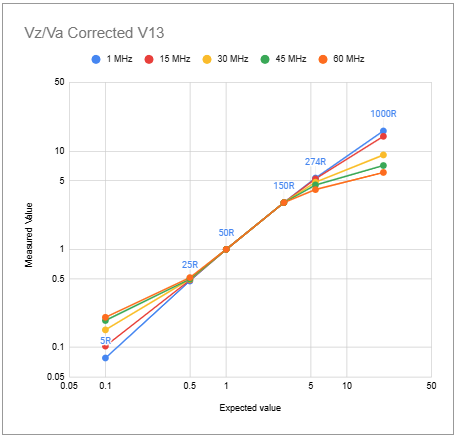 Vz/Va Corrected V13
1 MHz 15 MHz 30 MHz 45 MHz 60 MHz
50
1000R
10
274R
5
150R
Measured Value
50R
1
25R
0.5
5R
0.1
0.05
0.05 0.1 0.5 1 5 10 50
Expected value